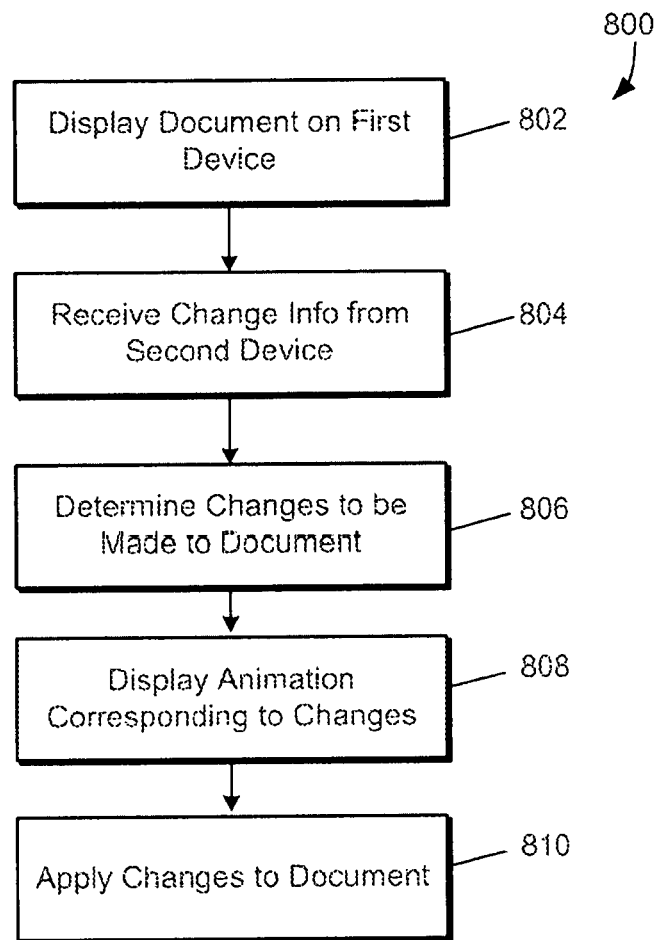 800
Display Document on First
Device
802
Receive Change Info from
Second Device
804
Determine Changes to be
Made to Document
806
Display Animation
Corresponding to Changes
808
Apply Changes to Document
810